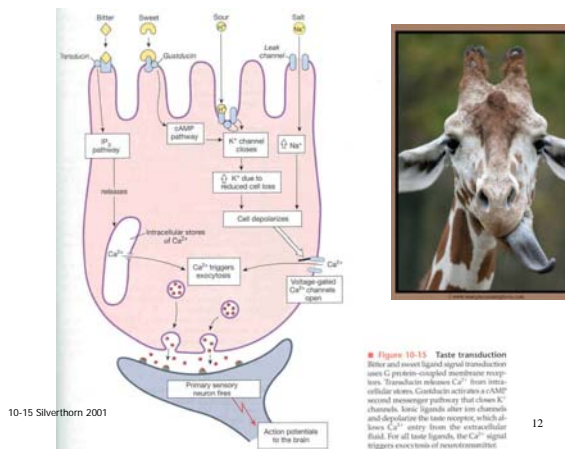 Bitter
Sweet
Sour
Salt
Na+
Transducin
Gustducin
Leak
channel
cAMP
pathway
IP3
pathway
K+ channel
closes
⇧ Na+
⇧ K+ due to
reduced cell loss
releases
Cell depolarizes
Intracellular stores
of Ca2+
Ca2+
Ca2+ triggers
exocytosis
Ca2+
Voltage-gated
Ca2+ channels
open
Primary sensory
neuron fires
Action potentials
to the brain
■ Figure 10-15 Taste transduction
Bitter and sweet ligand signal transduction
uses G protein-coupled membrane recep-
tors. Transducin releases Ca2+ from intra-
cellular stores. Gustducin activates a cAMP
second messenger pathway that closes K+
channels. Ionic ligands alter ion channels
and depolarize the taste receptor, which al-
lows Ca2+ entry from the extracellular
fluid. For all taste ligands, the Ca2+ signal
triggers exocytosis of neurotransmitter.
10-15 Silverthorn 2001
12